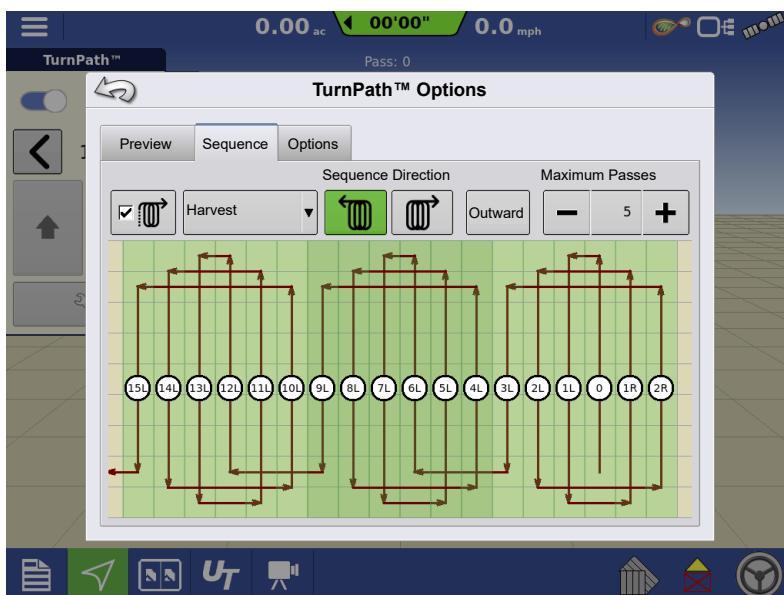 0.00 ac 00'00" 0.0 mph
TurnPath™ Pass: 0
TurnPath™ Options
Preview Sequence Options
Sequence Direction Maximum Passes
Harvest Outward 5
15L 14L 13L 12L 11L 10L 9L 8L 7L 6L 5L 4L 3L 2L 1L 0 1R 2R
UT